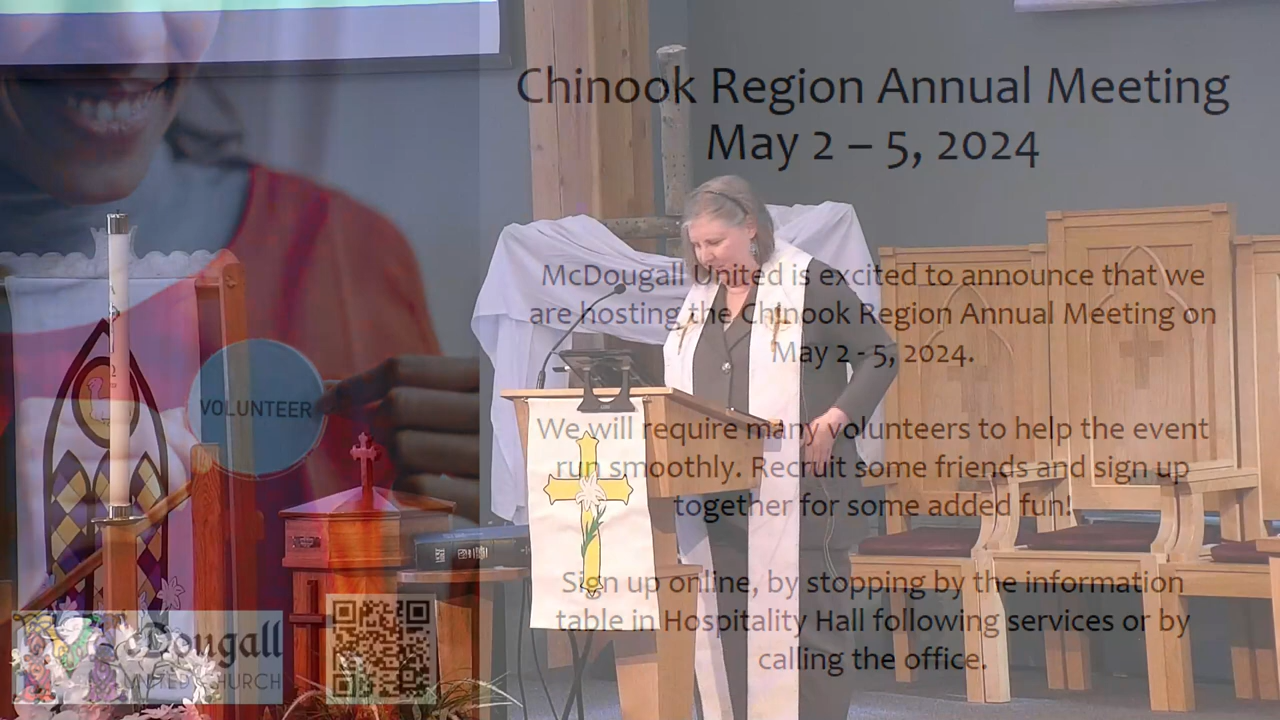 Chinook Region Annual Meeting
May 2 – 5, 2024
McDougall United is excited to announce that we
are hosting the Chinook Region Annual Meeting on
May 2 - 5, 2024.
We will require many volunteers to help the event
run smoothly. Recruit some friends and sign up
together for some added fun!
Sign up online, by stopping by the information
table in Hospitality Hall following services or by
calling the office.
VOLUNTEER
McDougall
UNITED CHURCH